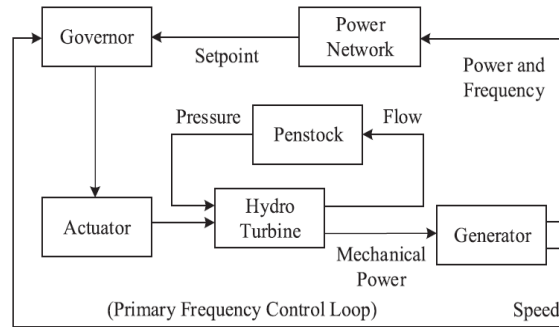 Governor
Setpoint
Power
Network
Power and
Frequency
Pressure
Flow
Penstock
Actuator
Hydro
Turbine
Mechanical
Power
Generator
(Primary Frequency Control Loop)
Speed